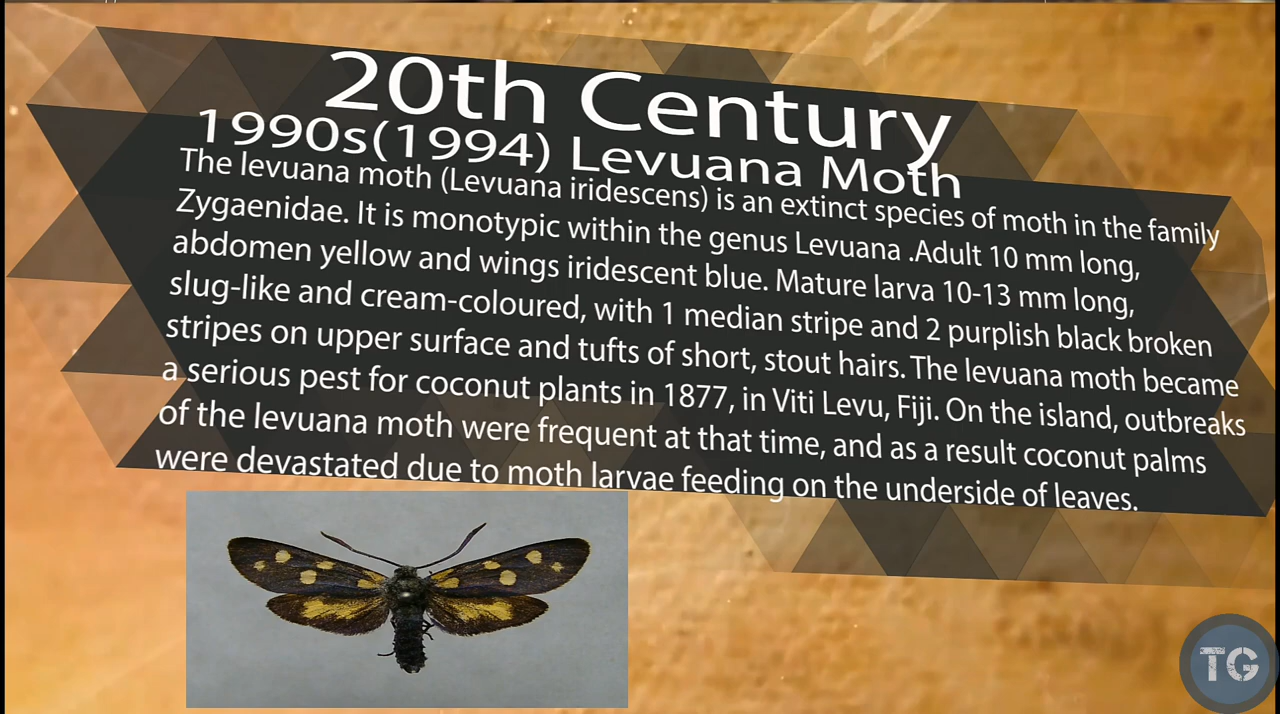 20th Century
1990s(1994) Levuana Moth
The levuana moth (Levuana iridescens) is an extinct species of moth in the family
Zygaenidae. It is monotypic within the genus Levuana .Adult 10 mm long,
abdomen yellow and wings iridescent blue. Mature larva 10-13 mm long,
slug-like and cream-coloured, with 1 median stripe and 2 purplish black broken
stripes on upper surface and tufts of short, stout hairs. The levuana moth became
a serious pest for coconut plants in 1877, in Viti Levu, Fiji. On the island, outbreaks
of the levuana moth were frequent at that time, and as a result coconut palms
were devastated due to moth larvae feeding on the underside of leaves.
TG